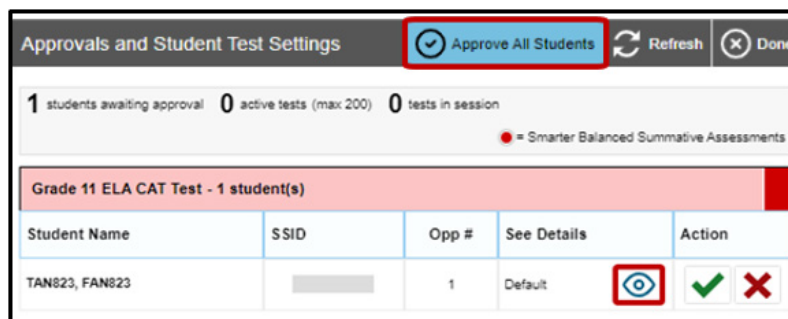 Approvals and Student Test Settings Approve All Students Refresh Done
1 students awaiting approval 0 active tests (max 200) 0 tests in session
= Smarter Balanced Summative Assessments
Grade 11 ELA CAT Test - 1 student(s)
Student Name SSID Opp # See Details Action
TAN823, FAN823 1 Default